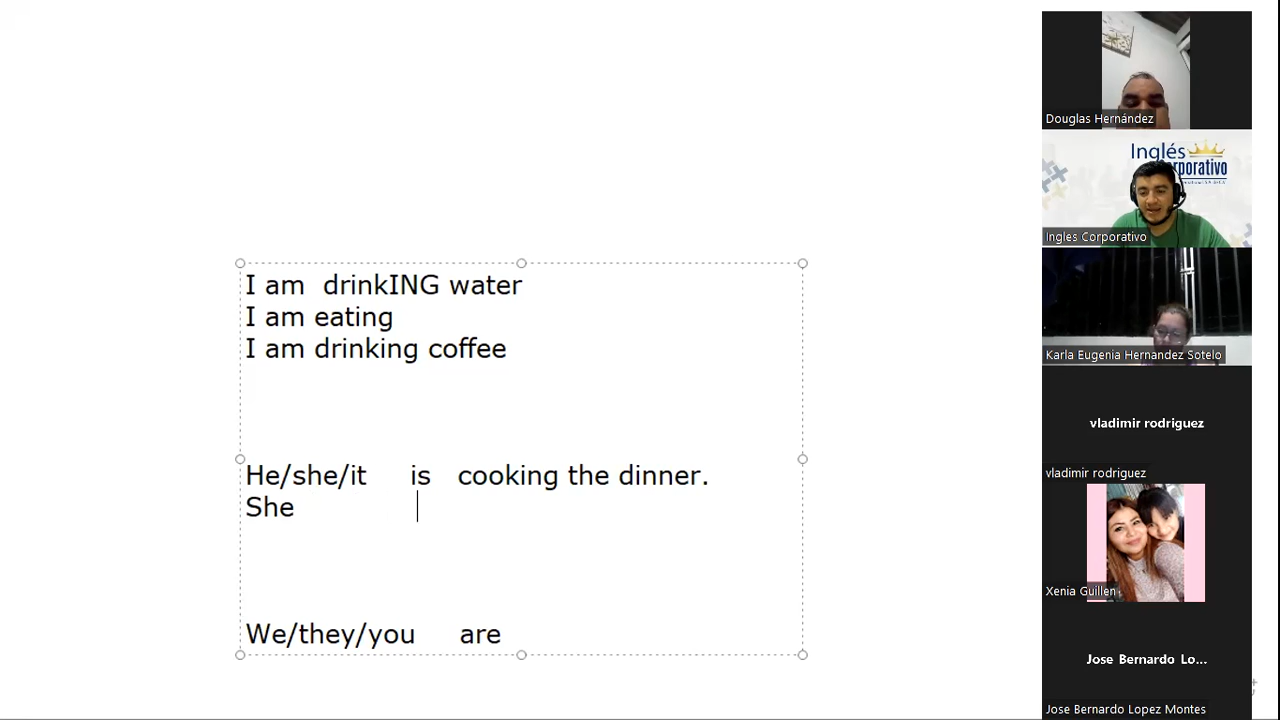 I am  drinkING water
I am eating
I am drinking coffee
He/she/it     is   cooking the dinner.
She
We/they/you     are
Douglas Hernández
Inglés
Corporativo
Ingles Corporativo
Karla Eugenia Hernandez Sotelo
vladimir rodriguez
vladimir rodriguez
Xenia Guillen
Jose Bernardo Lo...
Jose Bernardo Lopez Montes